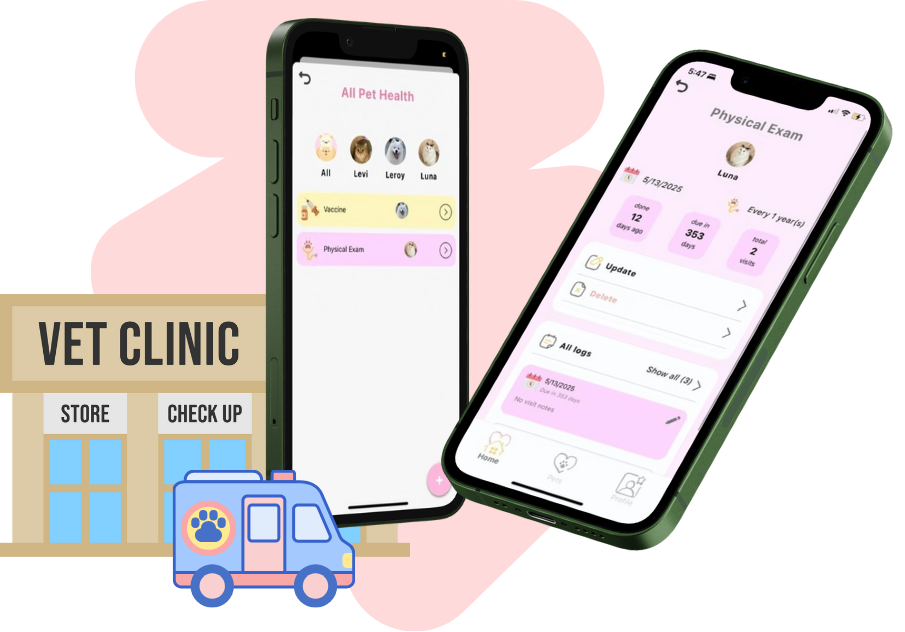 All Pet Health
All
Levi
Leroy
Luna
Vaccine
Physical Exam
5:47
Physical Exam
Luna
5/13/2025
Every 1 year(s)
done
12
days ago
due in
353
days
total
2
visits
Update
Delete
All logs
Show all (3)
5/13/2025
Due in 353 days
No visit notes
Home
Pets
Profile
VET CLINIC
STORE
CHECK UP